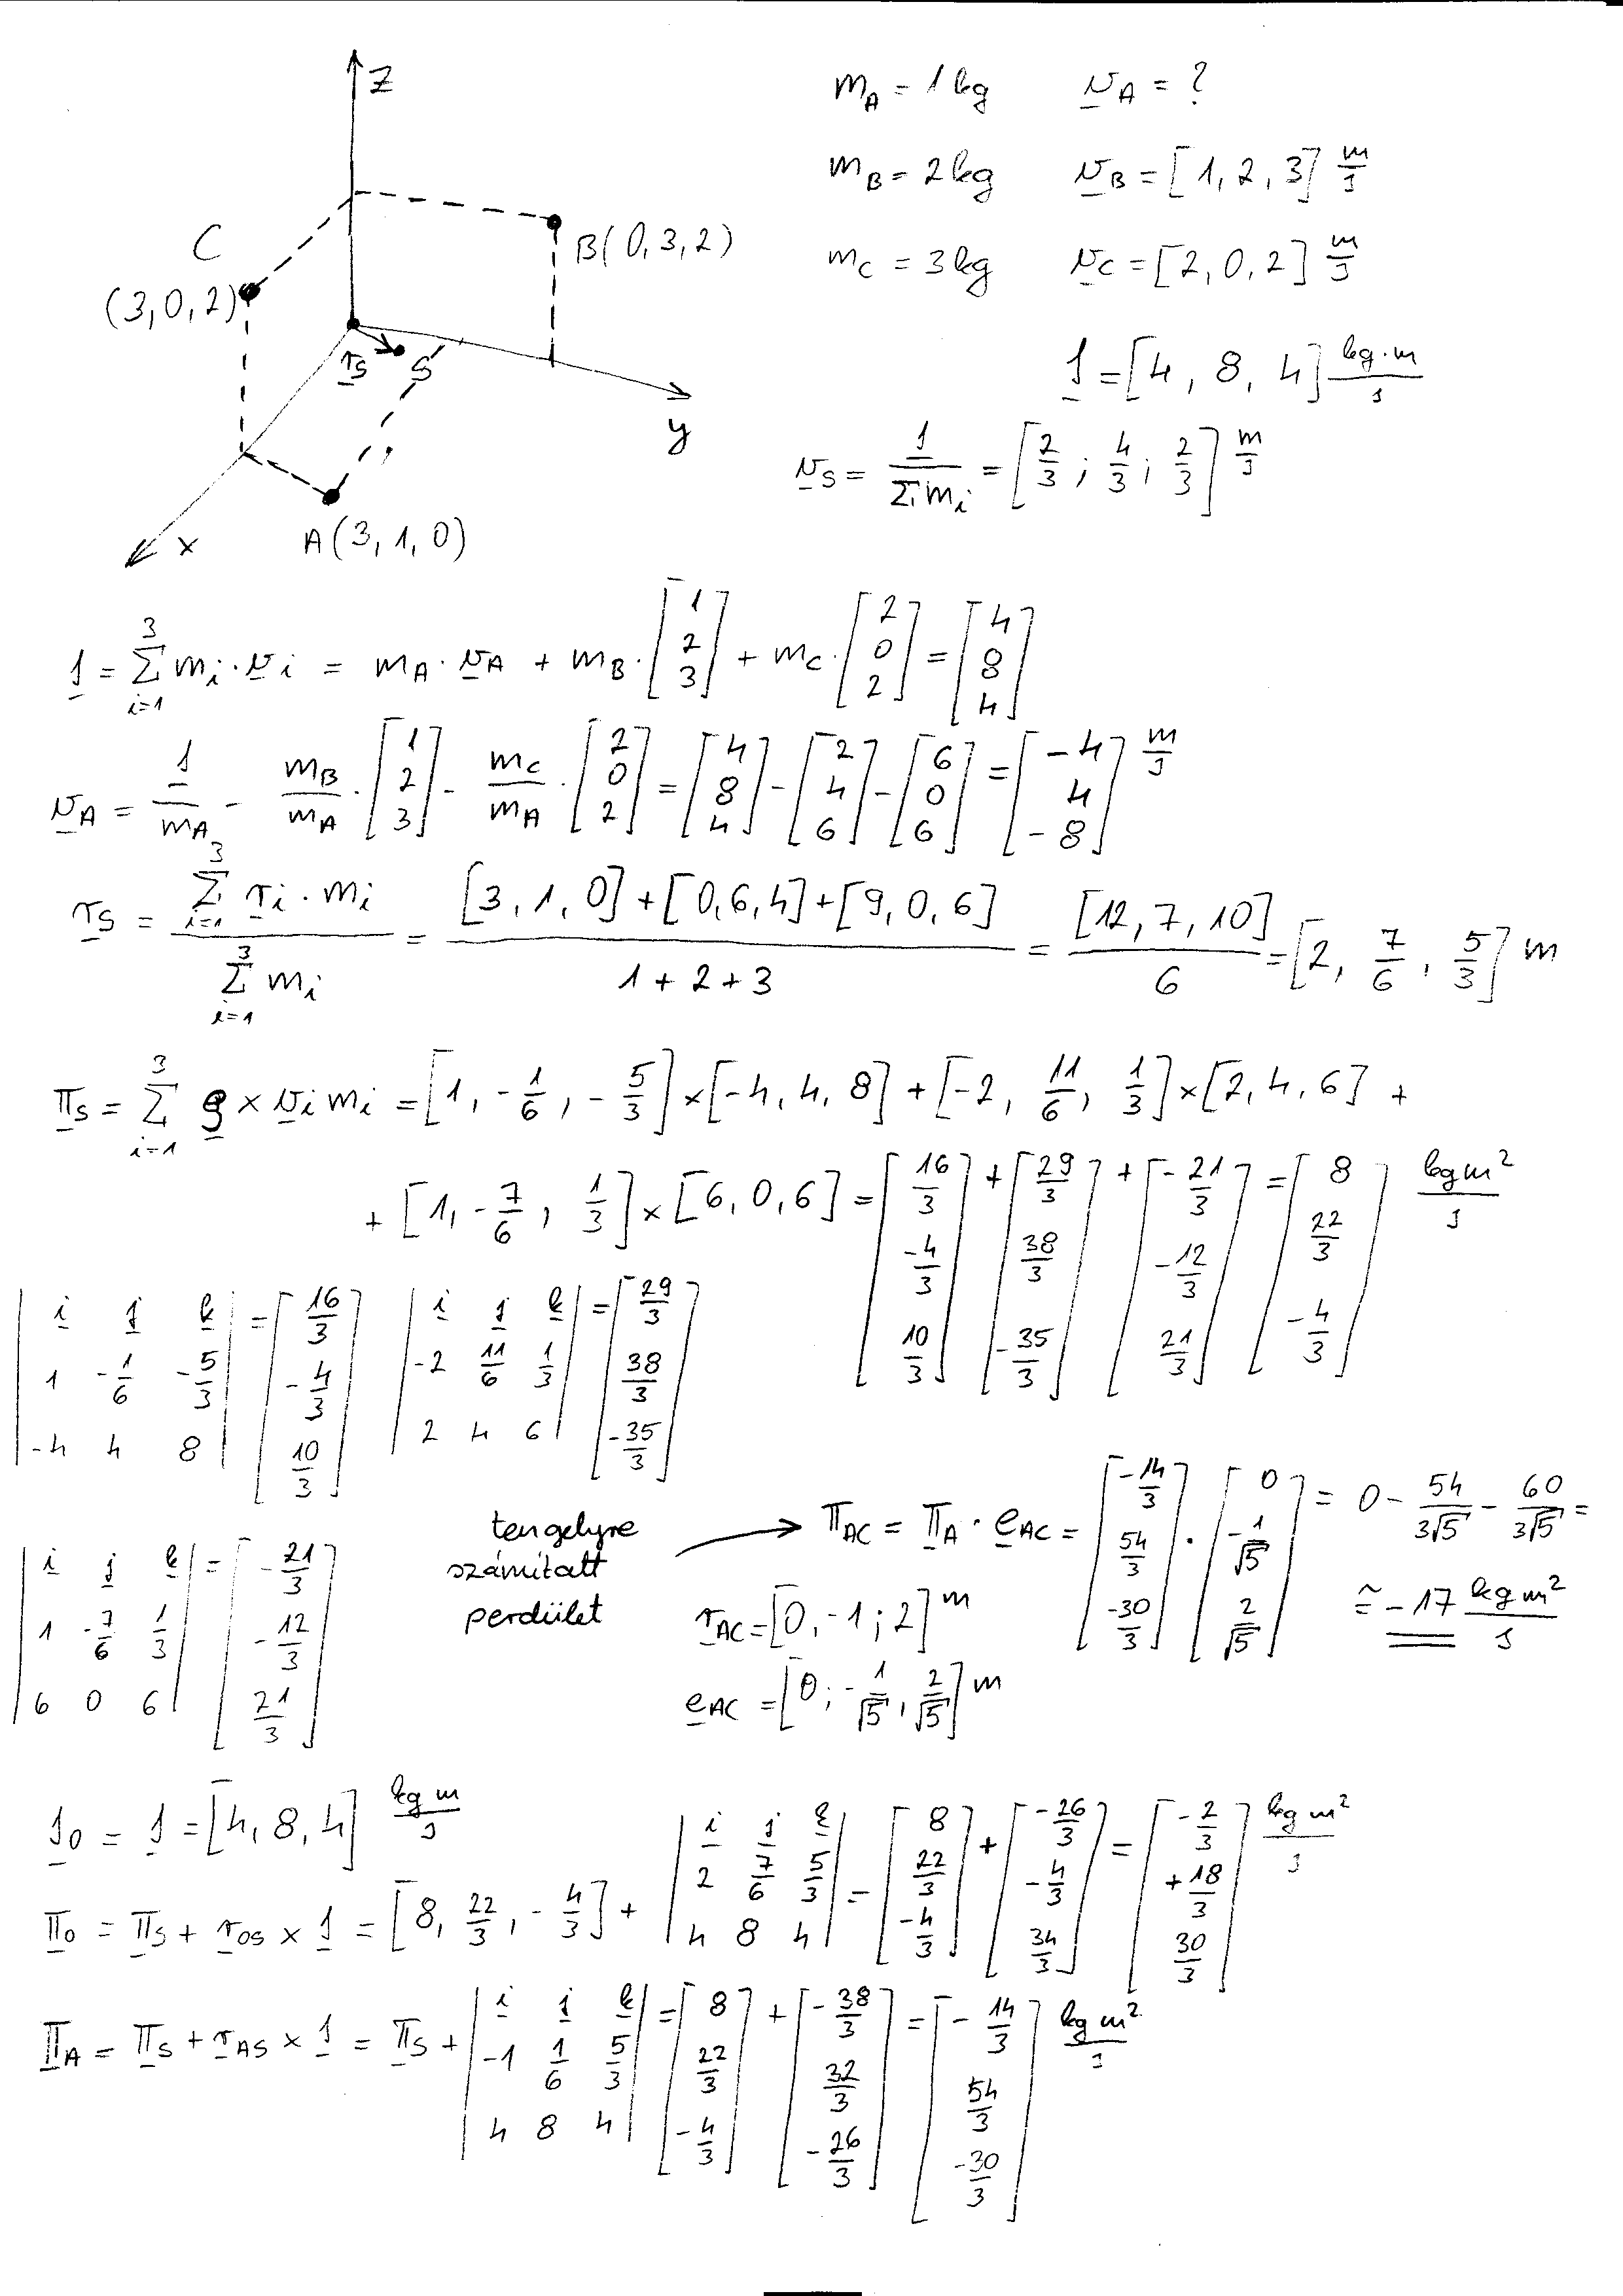 z
m_A = 1 kg   v_A = ?
m_B = 2 kg   v_B = [1, 2, 3] m/s
C
B(0, 3, 2)
m_C = 3 kg   v_C = [2, 0, 2] m/s
(3, 0, 2)
r_S   S
I = [4, 8, 4] kg·m/s
y
v_S = I / Σ m_i = [2/3 ; 4/3 ; 2/3] m/s
x   A(3, 1, 0)
I = Σ_{i=1}^{3} m_i · v_i = m_A · v_A + m_B · [1 2 3] + m_C · [2 0 2] = [4 8 4]
v_A = I/m_A - m_B/m_A · [1 2 3] - m_C/m_A · [2 0 2] = [4 8 4] - [2 4 6] - [6 0 6] = [-4 4 -8] m/s
r_S = Σ_{i=1}^{3} r_i · m_i / Σ_{i=1}^{3} m_i = ([3, 1, 0] + [0, 6, 4] + [9, 0, 6]) / (1 + 2 + 3) = [12, 7, 10] / 6 = [2, 7/6, 5/3] m
Π_S = Σ_{i=1}^{3} ρ × v_i m_i = [1, -1/6, -5/3] × [-4, 4, 8] + [-2, 11/6, 1/3] × [2, 4, 6] +
+ [1, -7/6, 1/3] × [6, 0, 6] = [16/3 -4/3 10/3] + [29/3 38/3 -35/3] + [-21/3 -12/3 21/3] = [8 22/3 -4/3] kgm²/s
|i j k| = [16/3 -4/3 10/3]   |i j k| = [29/3 38/3 -35/3]
1 -1/6 -5/3   -2 11/6 1/3
-4 4 8   2 4 6
tengelyre
számitatt
perdület
Π_AC = Π_A · e_AC = [-14/3 54/3 -30/3] · [0 -1/√5 2/√5] = 0 - 54/3√5 - 60/3√5 =
≅ -17 kgm²/s
r_AC = [0, -1 ; 2] m
e_AC = [0 ; -1/√5, 2/√5] m
|i j k| = [-21/3 -12/3 21/3]
1 -7/6 1/3
6 0 6
I_0 = I = [4, 8, 4] kgm/s
Π_0 = Π_S + r_OS × I = [8, 22/3, -4/3] + |i j k 2 7/6 5/3 4 8 4| = [8 22/3 -4/3] + [-26/3 -4/3 34/3] = [-2/3 +18/3 30/3] kgm²/s
Π_A = Π_S + r_AS × I = Π_S + |i j k -1 1/6 5/3 4 8 4| = [8 22/3 -4/3] + [-38/3 32/3 -26/3] = [-14/3 54/3 -30/3] kgm²/s